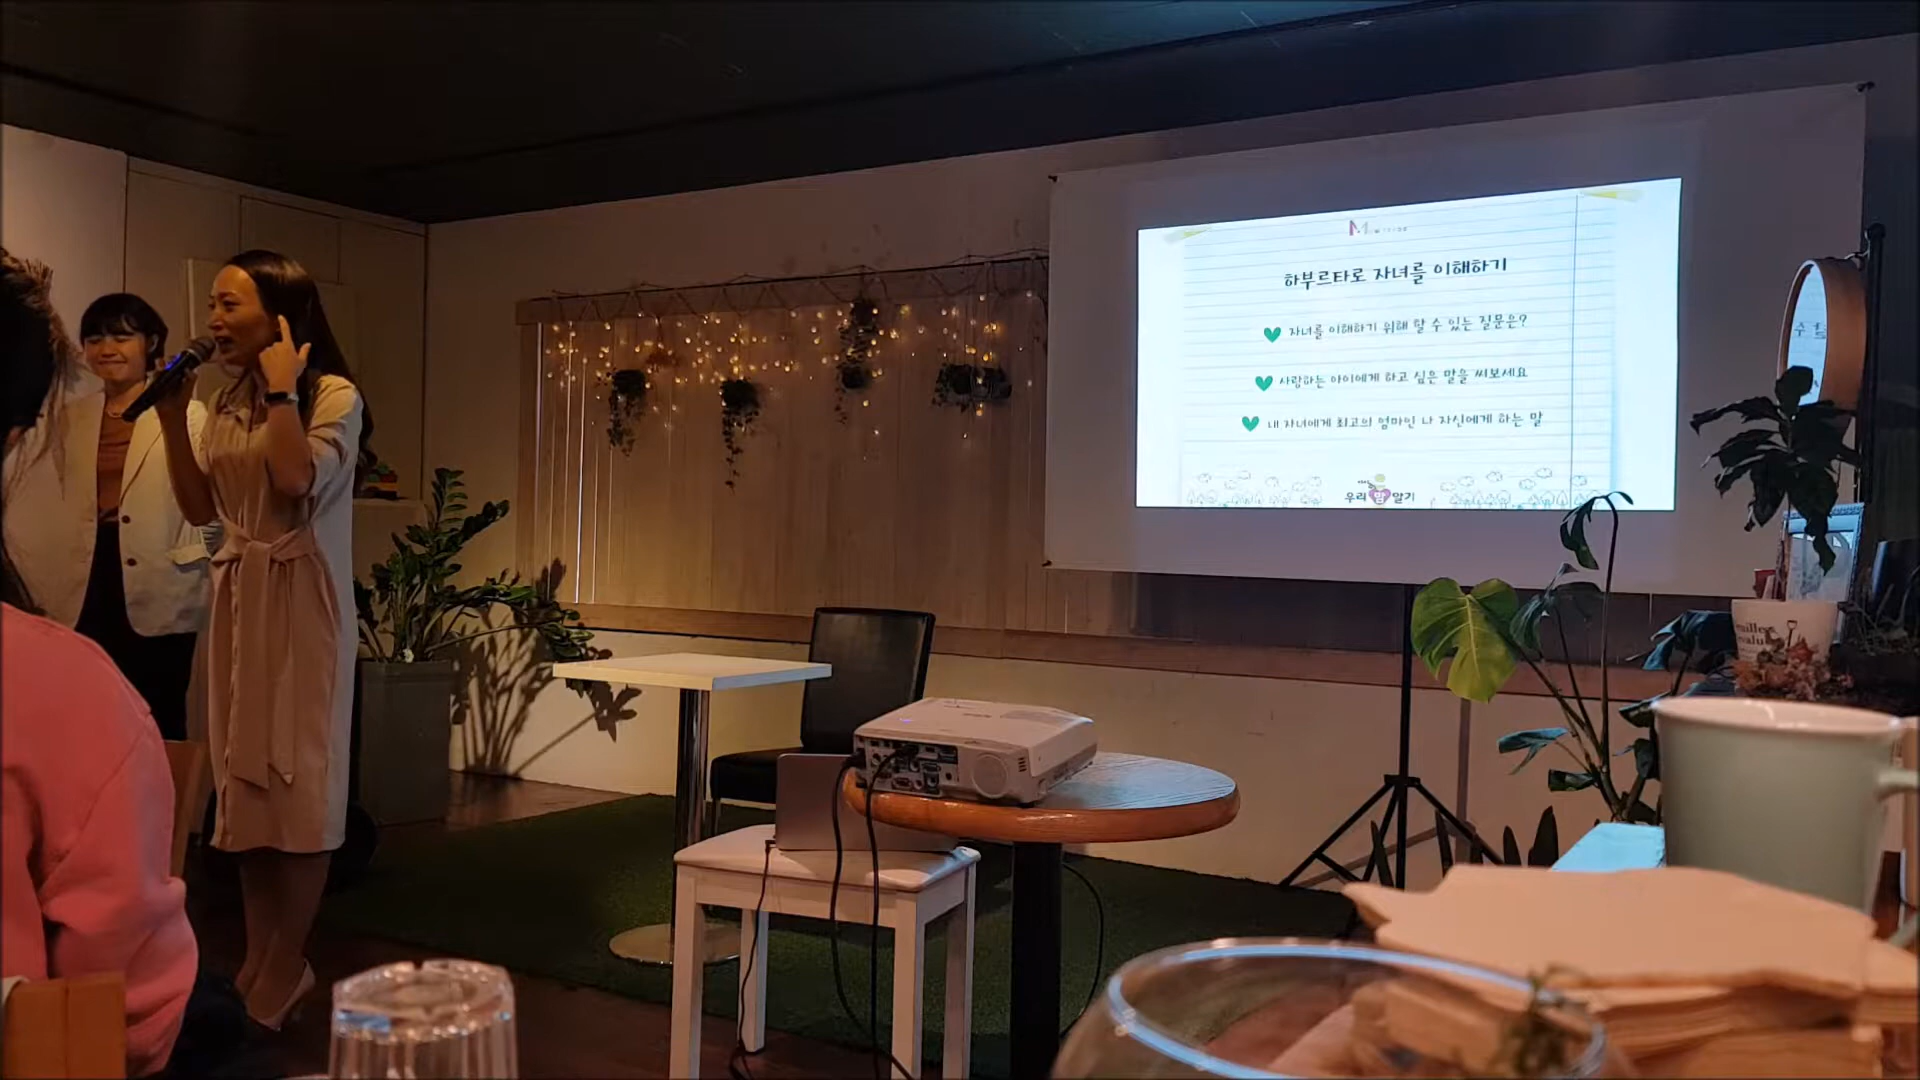 하부르타로 자녀를 이해하기
자녀를 이해하기 위해 할 수 있는 질문은?
사랑하는 아이에게 하고 싶은 말을 써보세요
내 자녀에게 최고의 엄마인 나 자신에게 하는 말
우리 맘 알기